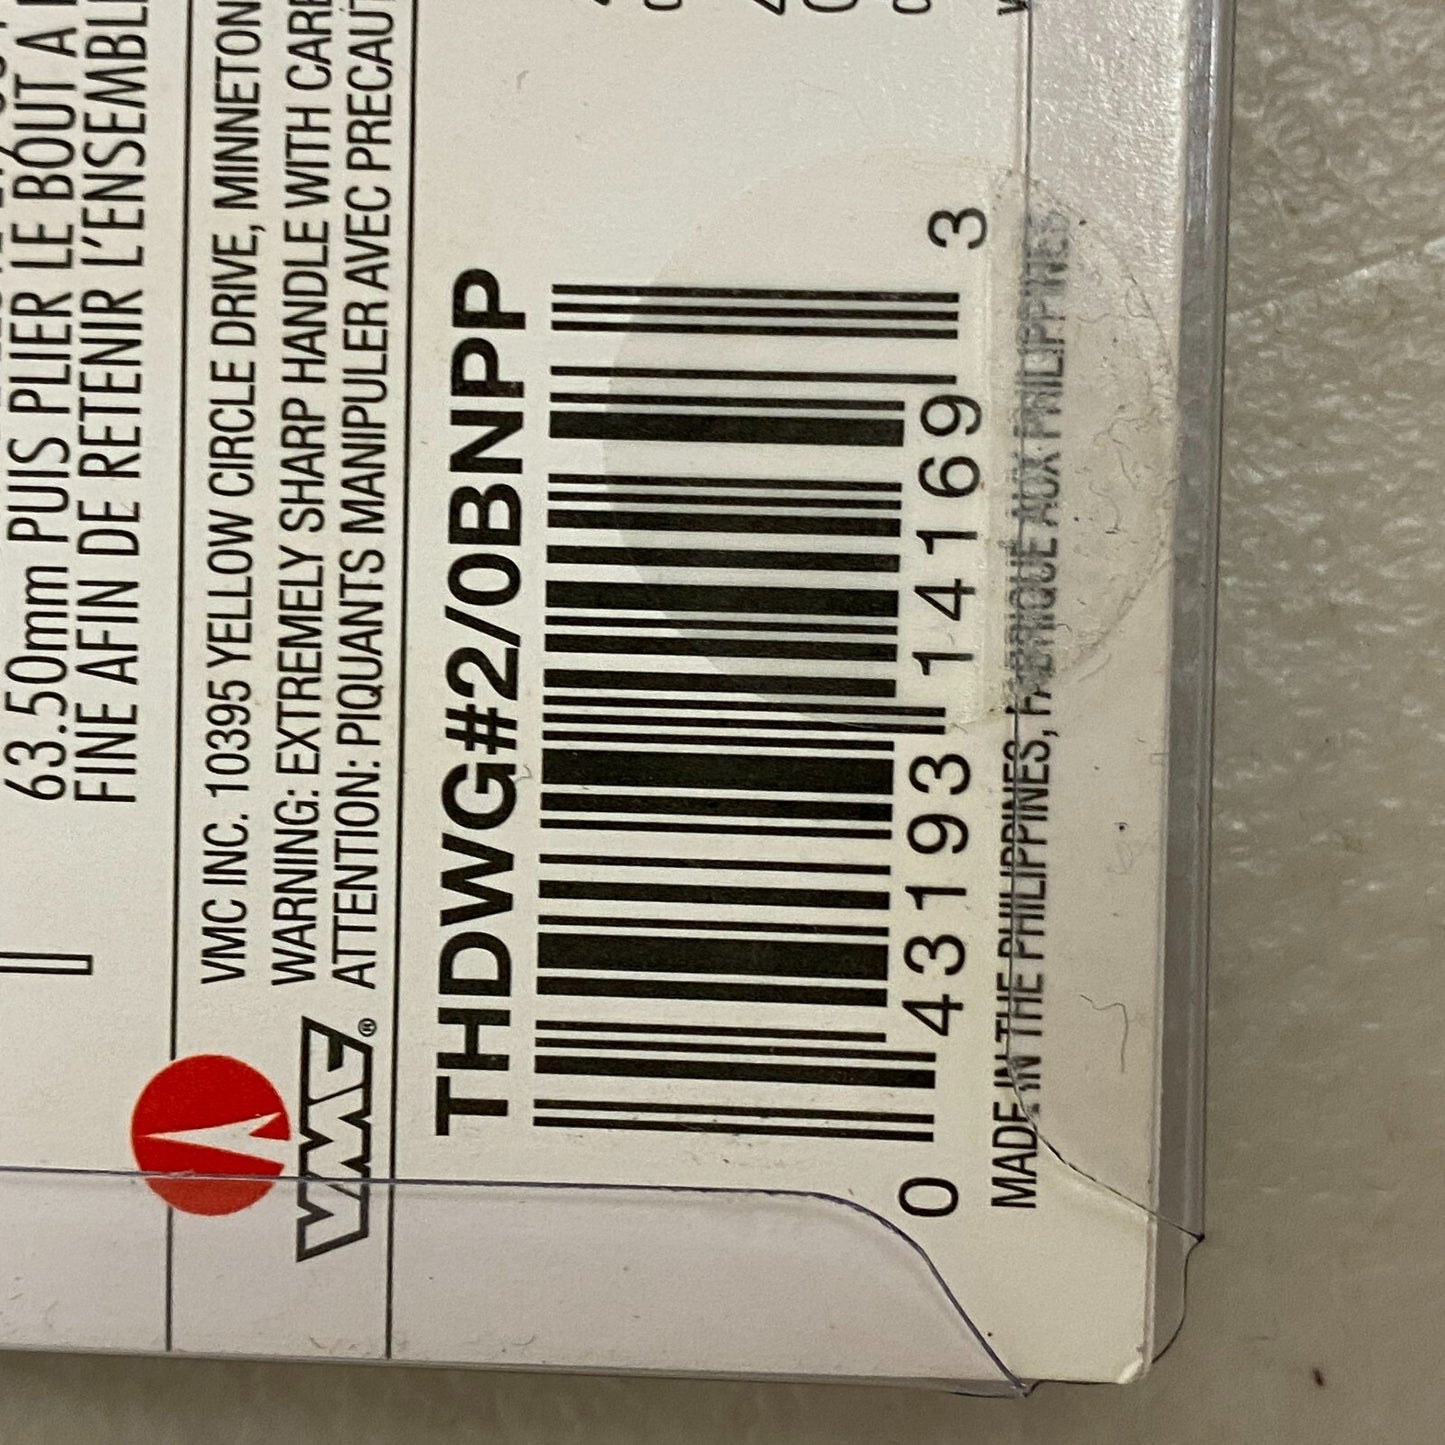 63.50mm PUIS PLIER LE BOUT A
FINE AFIN DE RETENIR L'ENSEMBLE
VMC INC. 10395 YELLOW CIRCLE DRIVE, MINNETON
WARNING: EXTREMELY SHARP HANDLE WITH CARE
ATTENTION: PIQUANTS MANIPULER AVEC PRECAUT
VMC®
THDWG#2/0BNPP
0 43193 14169 3
MADE IN THE PHILIPPINES, FABRIQUE AUX PHILIPPINES